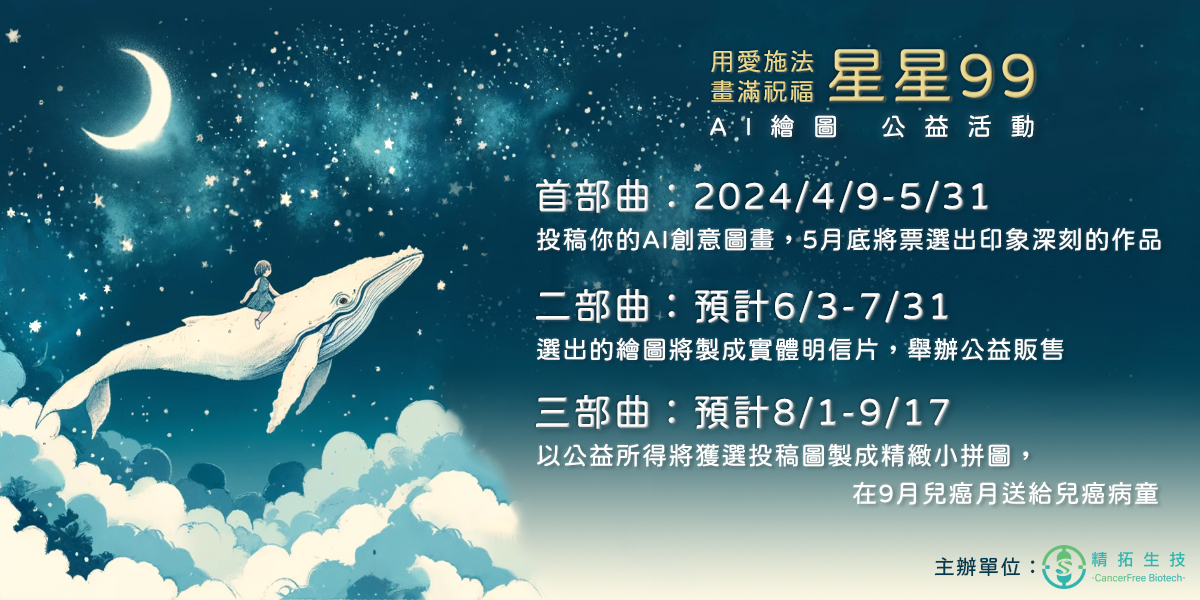 用愛施法
畫滿祝福
星星99
AI繪圖 公益活動
首部曲：2024/4/9-5/31
投稿你的AI創意圖畫，5月底將票選出印象深刻的作品
二部曲：預計6/3-7/31
選出的繪圖將製成實體明信片，舉辦公益販售
三部曲：預計8/1-9/17
以公益所得將獲選投稿圖製成精緻小拼圖，
在9月兒癌月送給兒癌病童
主辦單位：
精拓生技
-CancerFree Biotech-